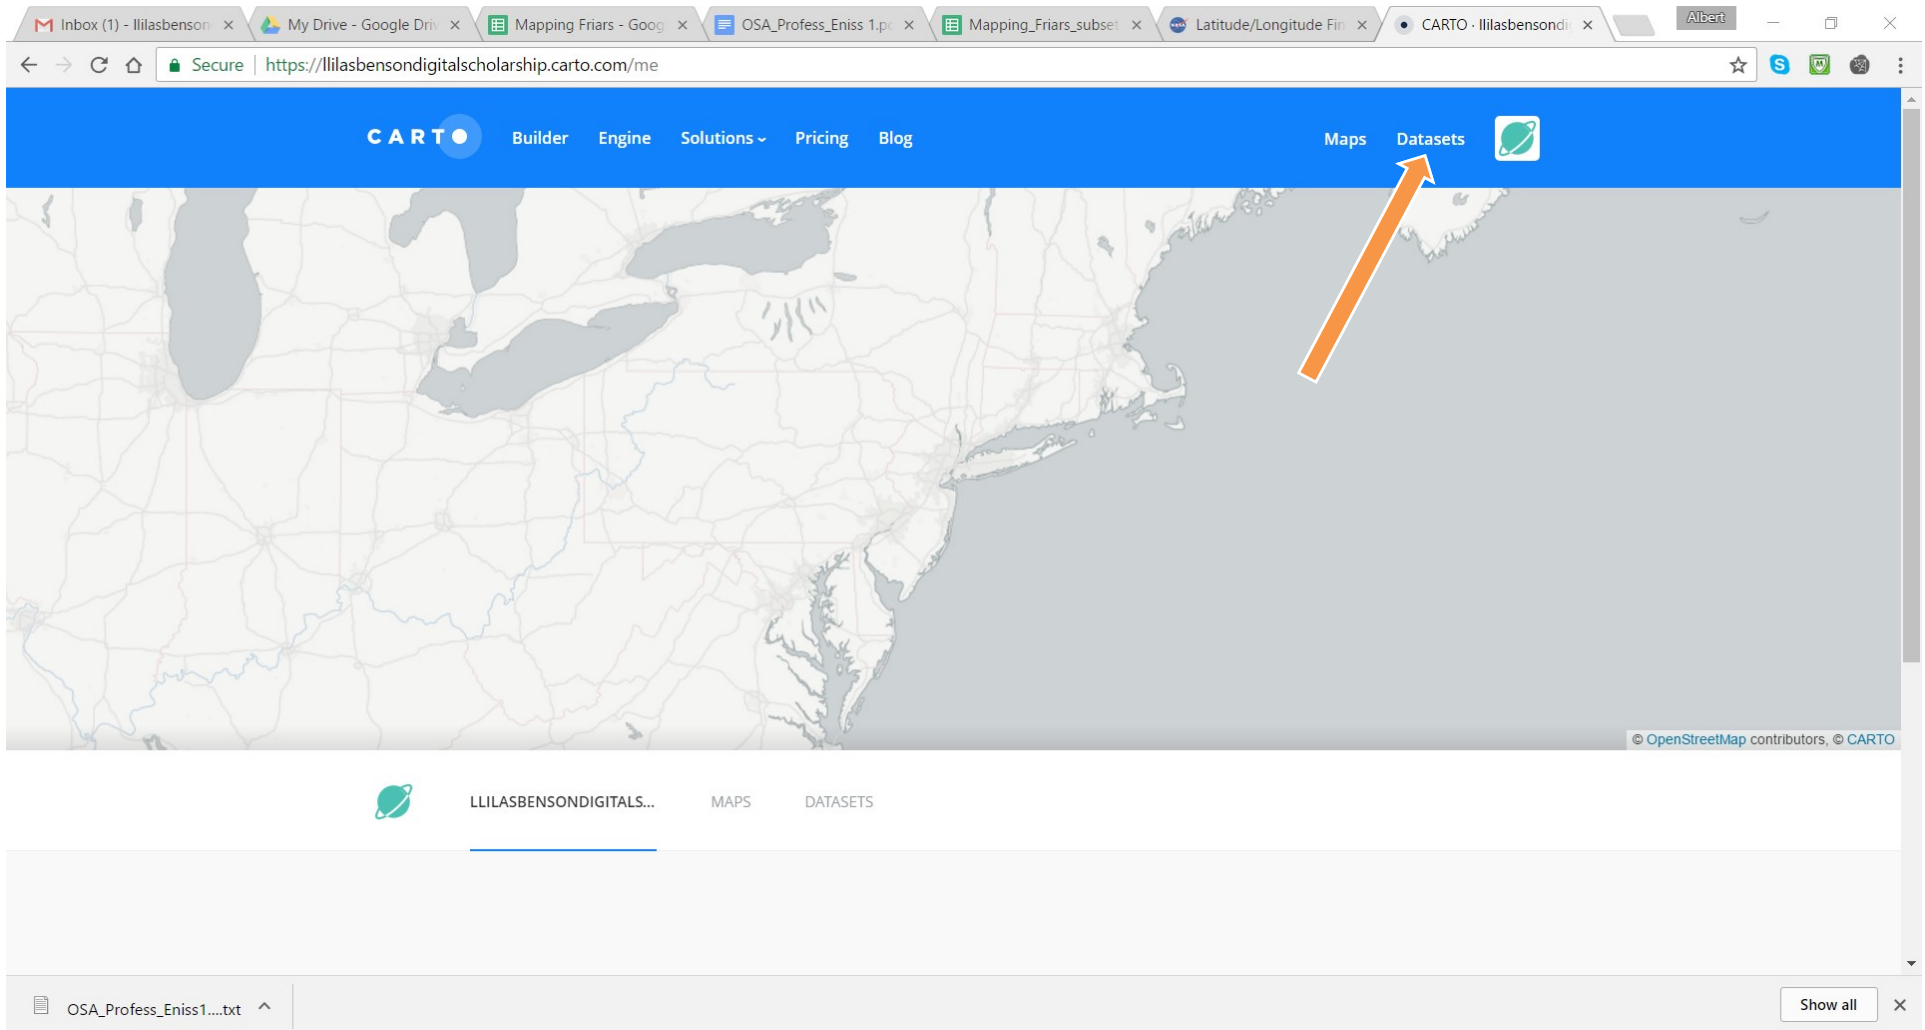 Inbox (1) - llilasbenson
My Drive - Google Driv
Mapping Friars - Goog
OSA_Profess_Eniss 1.po
Mapping_Friars_subset
Latitude/Longitude Fin
CARTO · llilasbensondi
Albert
Secure https://llilasbensondigitalscholarship.carto.com/me
CARTO Builder Engine Solutions Pricing Blog Maps Datasets
© OpenStreetMap contributors, © CARTO
LLILASBENSONDIGITALS... MAPS DATASETS
OSA_Profess_Eniss1....txt Show all